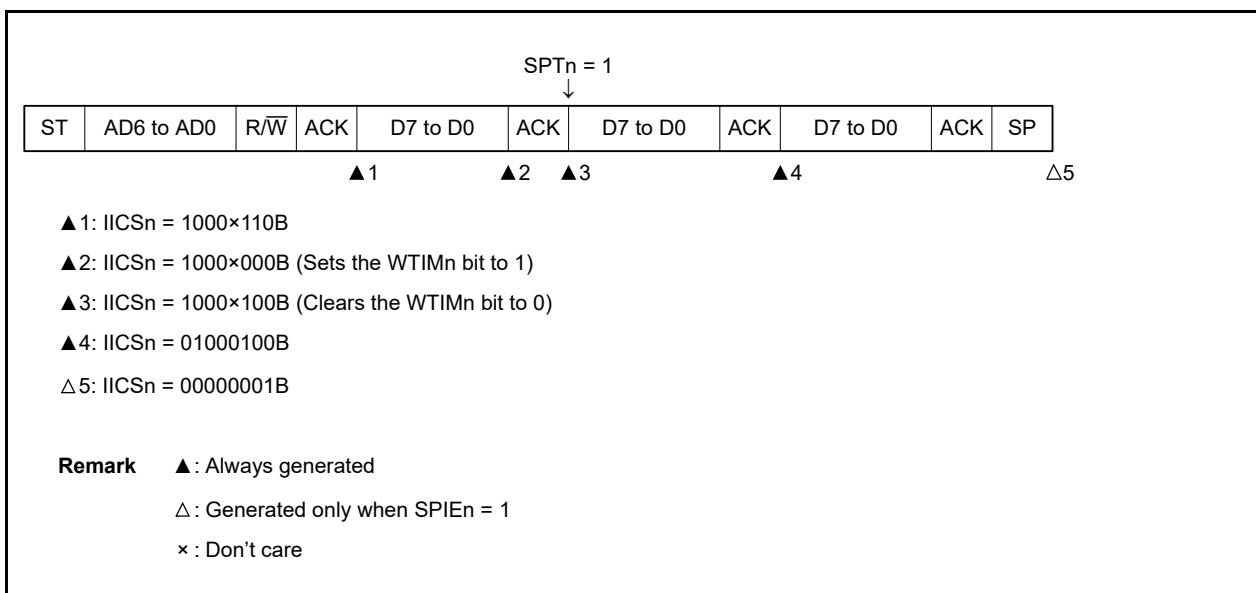 SPTn = 1
↓
ST AD6 to AD0 R/W̅ ACK D7 to D0 ACK D7 to D0 ACK D7 to D0 ACK SP
▲1 ▲2 ▲3 ▲4 △5
▲1: IICSn = 1000×110B
▲2: IICSn = 1000×000B (Sets the WTIMn bit to 1)
▲3: IICSn = 1000×100B (Clears the WTIMn bit to 0)
▲4: IICSn = 01000100B
△5: IICSn = 00000001B
Remark ▲: Always generated
△: Generated only when SPIEn = 1
×: Don't care